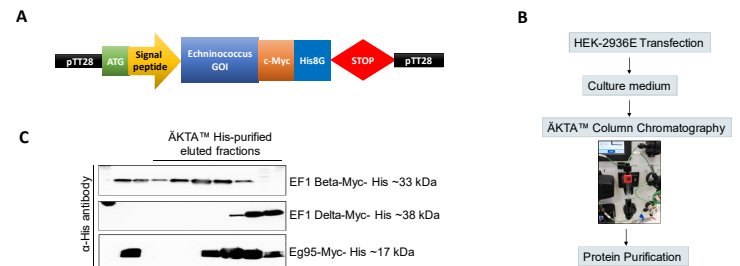 A
pTT28
ATG
Signal
peptide
Echninococcus
GOI
c-Myc
His8G
STOP
pTT28
B
HEK-2936E Transfection
Culture medium
ÄKTA™ Column Chromatography
Protein Purification
C
ÄKTA™ His-purified
eluted fractions
α-His antibody
EF1 Beta-Myc- His ~33 kDa
EF1 Delta-Myc- His ~38 kDa
Eg95-Myc- His ~17 kDa